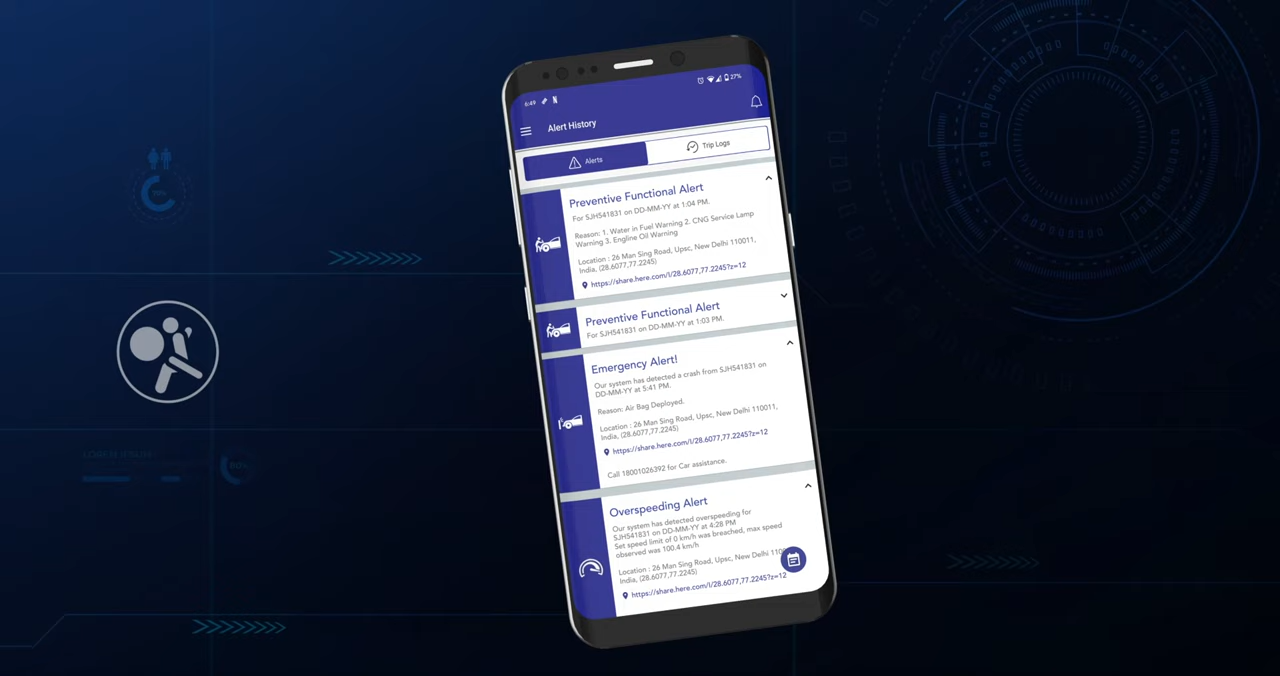 6:49
27%
Alert History
Alerts
Trip Logs
Preventive Functional Alert
For SJH541831 on DD-MM-YY at 1:04 PM.
Reason: 1. Water in Fuel Warning 2. CNG Service Lamp
Warning 3. Engline Oil Warning
Location : 26 Man Sing Road, Upsc, New Delhi 110011,
India, (28.6077,77.2245)
https://share.here.com/l/28.6077,77.2245?z=12
Preventive Functional Alert
For SJH541831 on DD-MM-YY at 1:03 PM.
Emergency Alert!
Our system has detected a crash from SJH541831 on
DD-MM-YY at 5:41 PM.
Reason: Air Bag Deployed.
Location : 26 Man Sing Road, Upsc, New Delhi 110011,
India, (28.6077,77.2245)
https://share.here.com/l/28.6077,77.2245?z=12
Call 18001026392 for Car assistance.
Overspeeding Alert
Our system has detected overspeeding for
SJH541831 on DD-MM-YY at 4:28 PM
Set speed limit of 0 km/h was breached, max speed
observed was 100.4 km/h
Location : 26 Man Sing Road, Upsc, New Delhi
India, (28.6077,77.2245)
https://share.here.com/l/28.6077,77.2245?z=12
LOREM IPSUM
80%